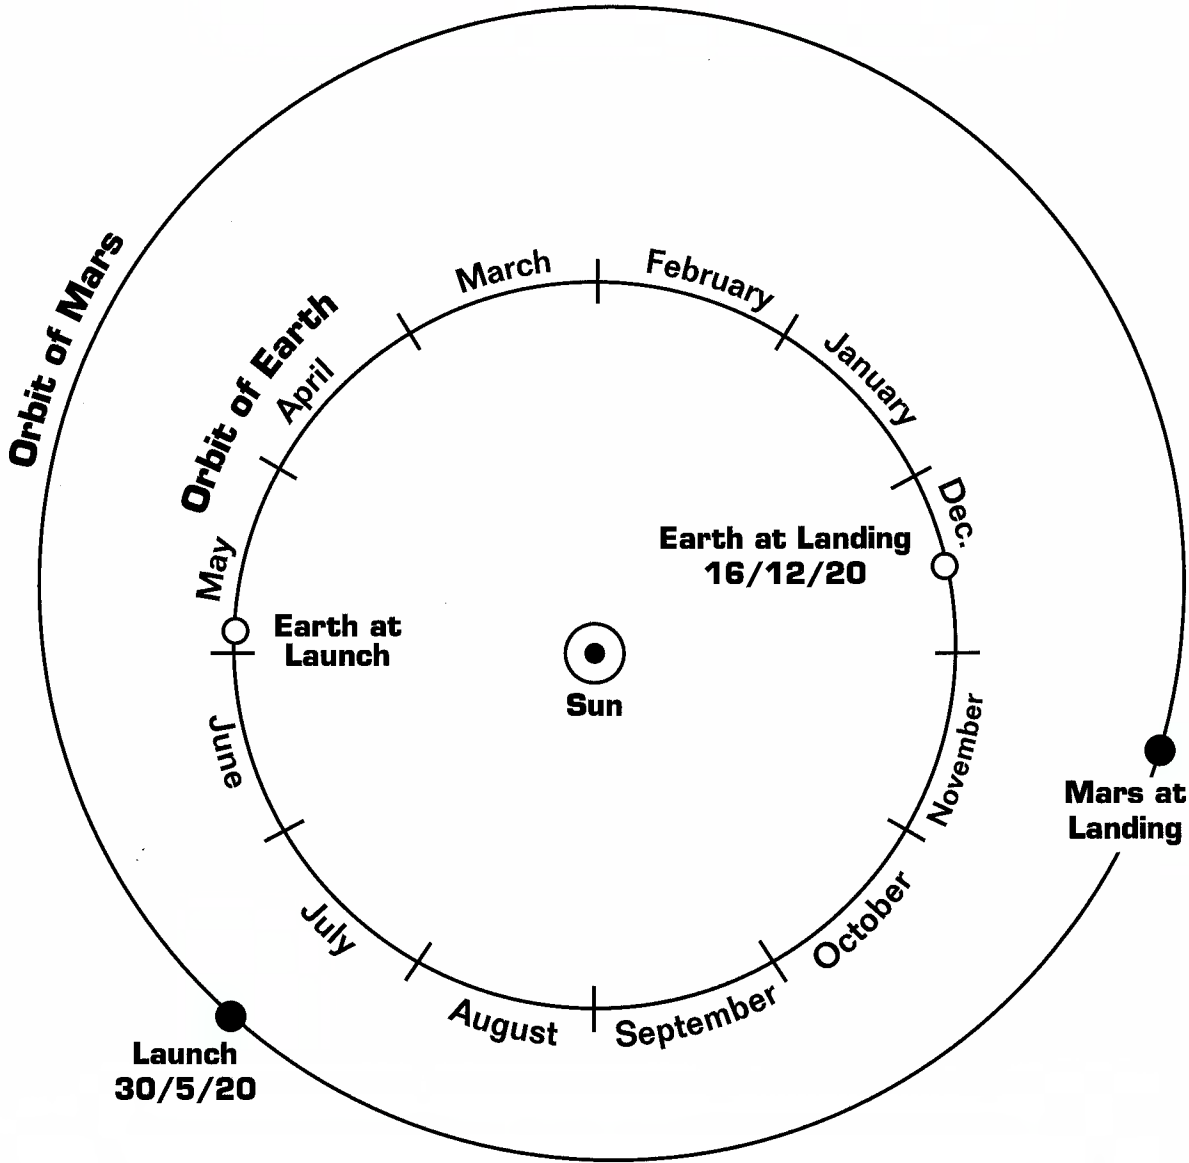 Orbit of Mars
Orbit of Earth
March
February
January
April
Dec.
May
Earth at Landing
16/12/20
Earth at
Launch
Sun
June
November
Mars at
Landing
July
October
August
September
Launch
30/5/20